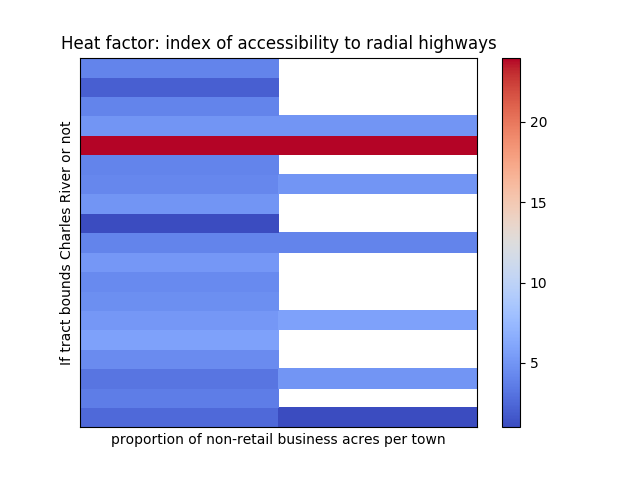 Heat factor: index of accessibility to radial highways
If tract bounds Charles River or not
20
15
10
5
proportion of non-retail business acres per town